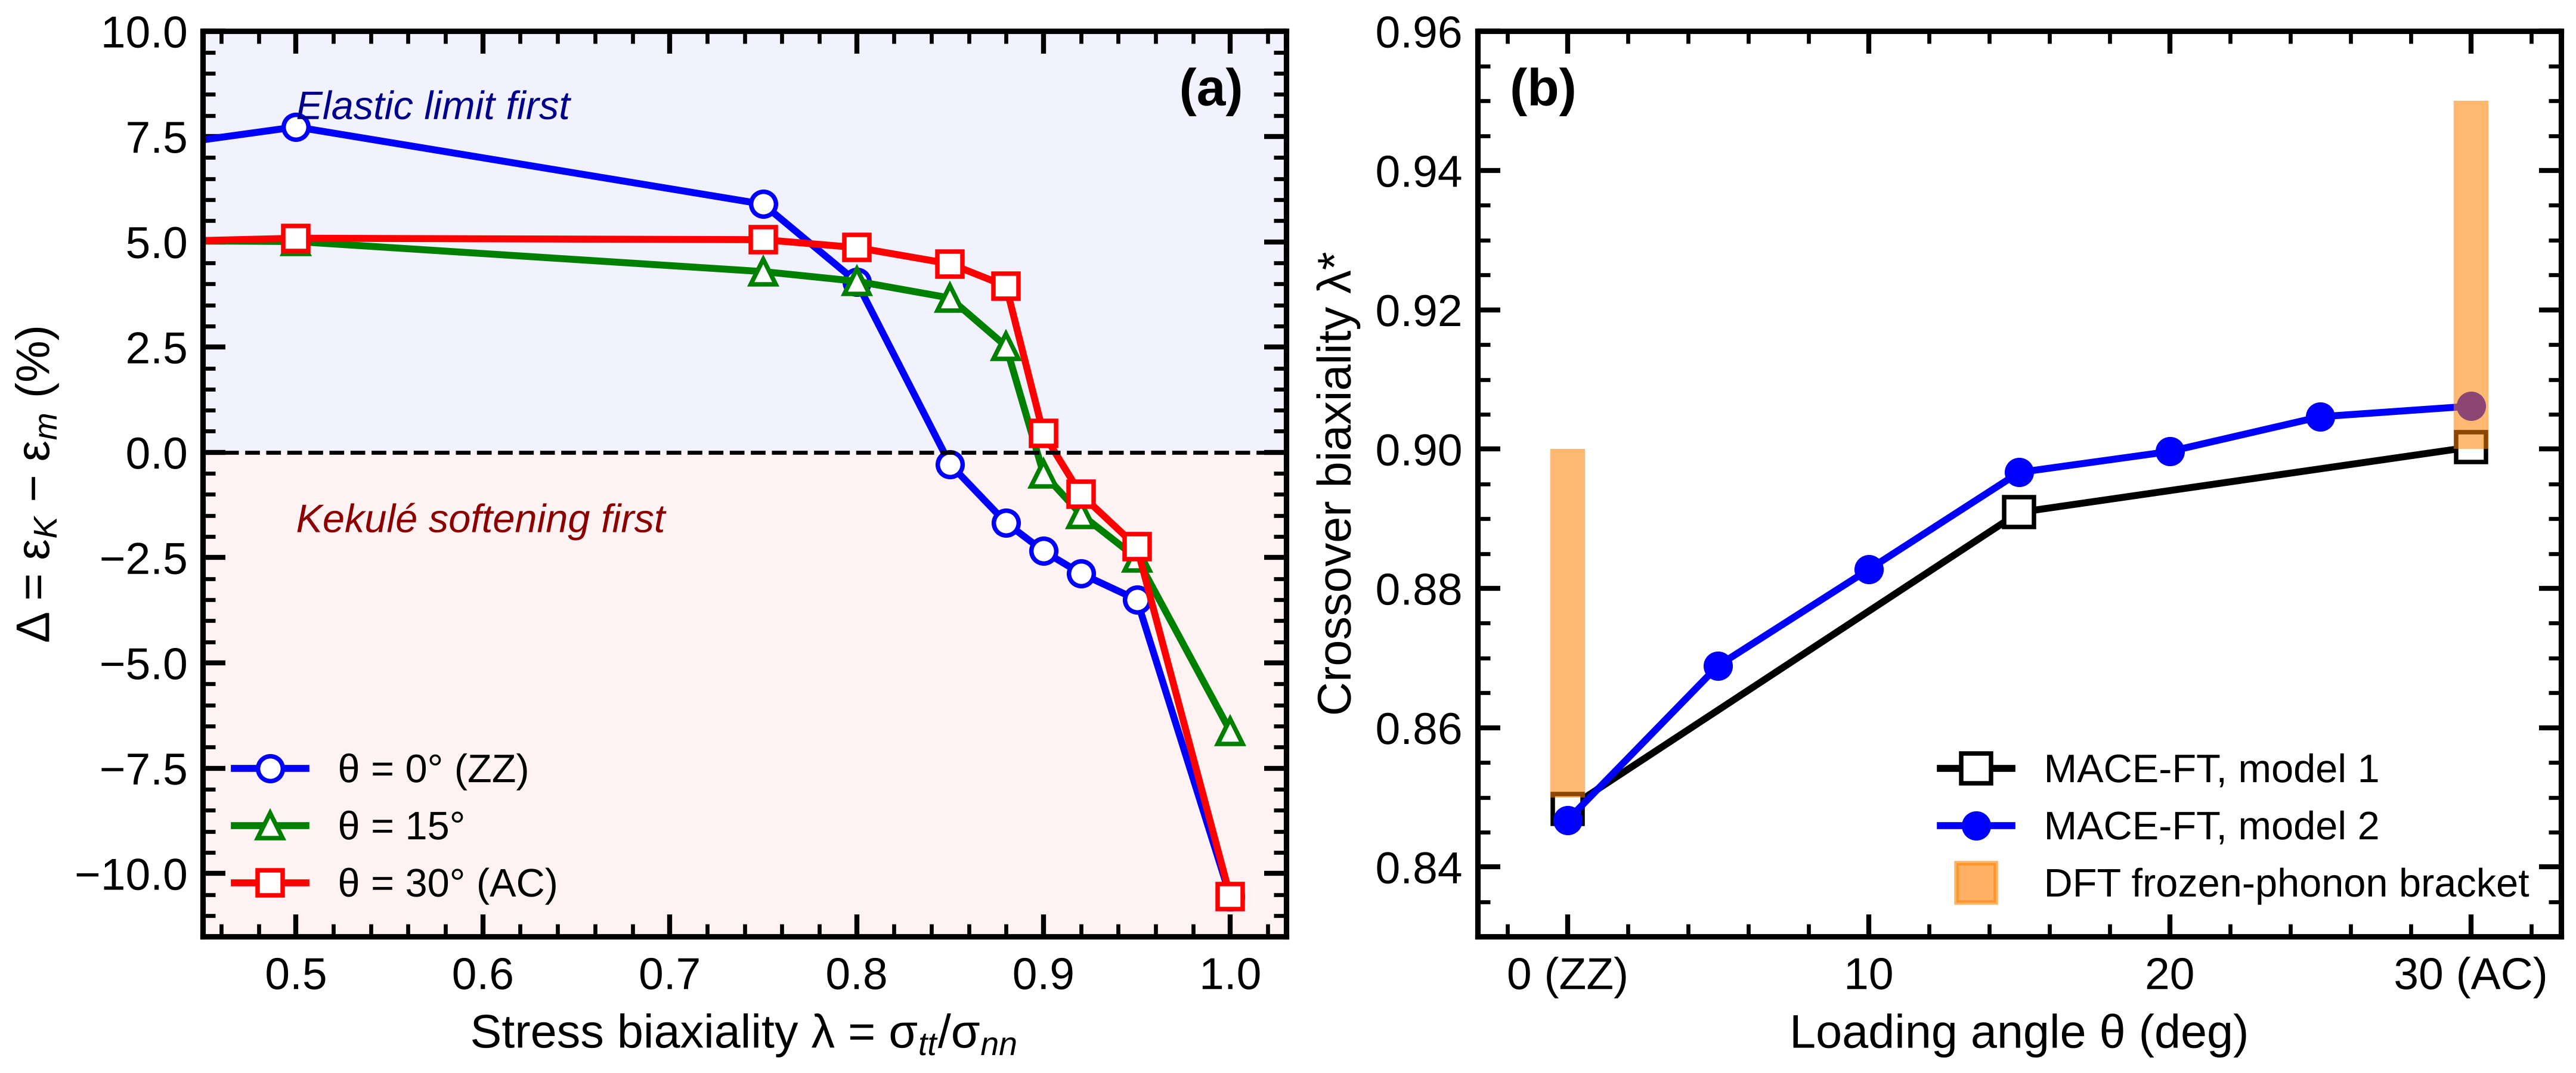 (a)
Elastic limit first
Kekulé softening first
θ = 0° (ZZ)
θ = 15°
θ = 30° (AC)
10.0
7.5
5.0
2.5
0.0
−2.5
−5.0
−7.5
−10.0
Δ = εK − εm (%)
0.5 0.6 0.7 0.8 0.9 1.0
Stress biaxiality λ = σtt/σnn
(b)
0.96
0.94
0.92
0.90
0.88
0.86
0.84
Crossover biaxiality λ*
MACE-FT, model 1
MACE-FT, model 2
DFT frozen-phonon bracket
0 (ZZ) 10 20 30 (AC)
Loading angle θ (deg)